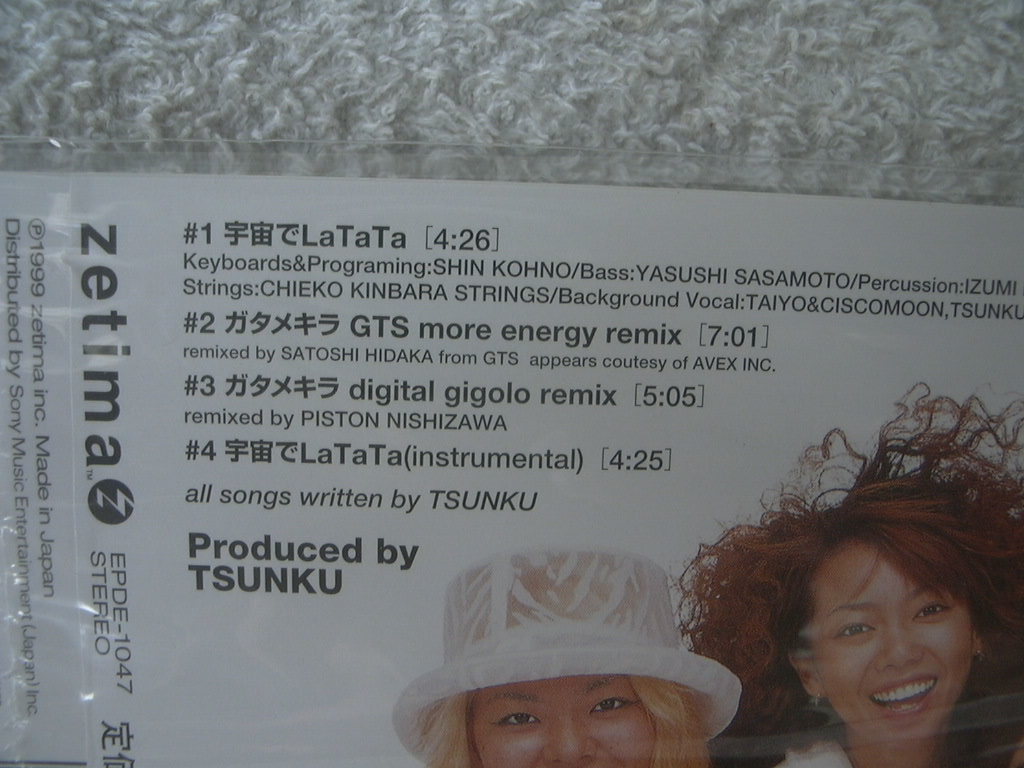 #1 宇宙でLaTaTa [4:26]
Keyboards&Programing:SHIN KOHNO/Bass:YASUSHI SASAMOTO/Percussion:IZUMI
Strings:CHIEKO KINBARA STRINGS/Background Vocal:TAIYO&CISCOMOON,TSUNKU
#2 ガタメキラ GTS more energy remix [7:01]
remixed by SATOSHI HIDAKA from GTS appears coutesy of AVEX INC.
#3 ガタメキラ digital gigolo remix [5:05]
remixed by PISTON NISHIZAWA
#4 宇宙でLaTaTa(instrumental) [4:25]
all songs written by TSUNKU
Produced by
TSUNKU
zetima™
EPDE-1047 定価
STEREO
℗1999 zetima inc. Made in Japan
Distributed by Sony Music Entertainment (Japan) Inc.